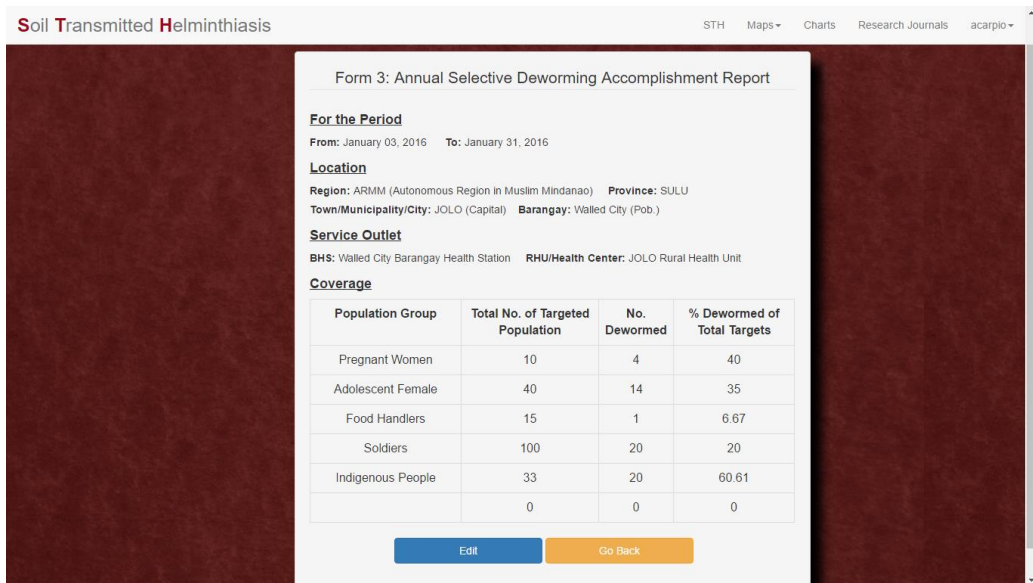 Soil Transmitted Helminthiasis STH Maps Charts Research Journals acarpio
Form 3: Annual Selective Deworming Accomplishment Report
For the Period
From: January 03, 2016 To: January 31, 2016
Location
Region: ARMM (Autonomous Region in Muslim Mindanao) Province: SULU
Town/Municipality/City: JOLO (Capital) Barangay: Walled City (Pob.)
Service Outlet
BHS: Walled City Barangay Health Station RHU/Health Center: JOLO Rural Health Unit
Coverage
Population Group Total No. of Targeted Population No. Dewormed % Dewormed of Total Targets
Pregnant Women 10 4 40
Adolescent Female 40 14 35
Food Handlers 15 1 6.67
Soldiers 100 20 20
Indigenous People 33 20 60.61
0 0 0
Edit Go Back